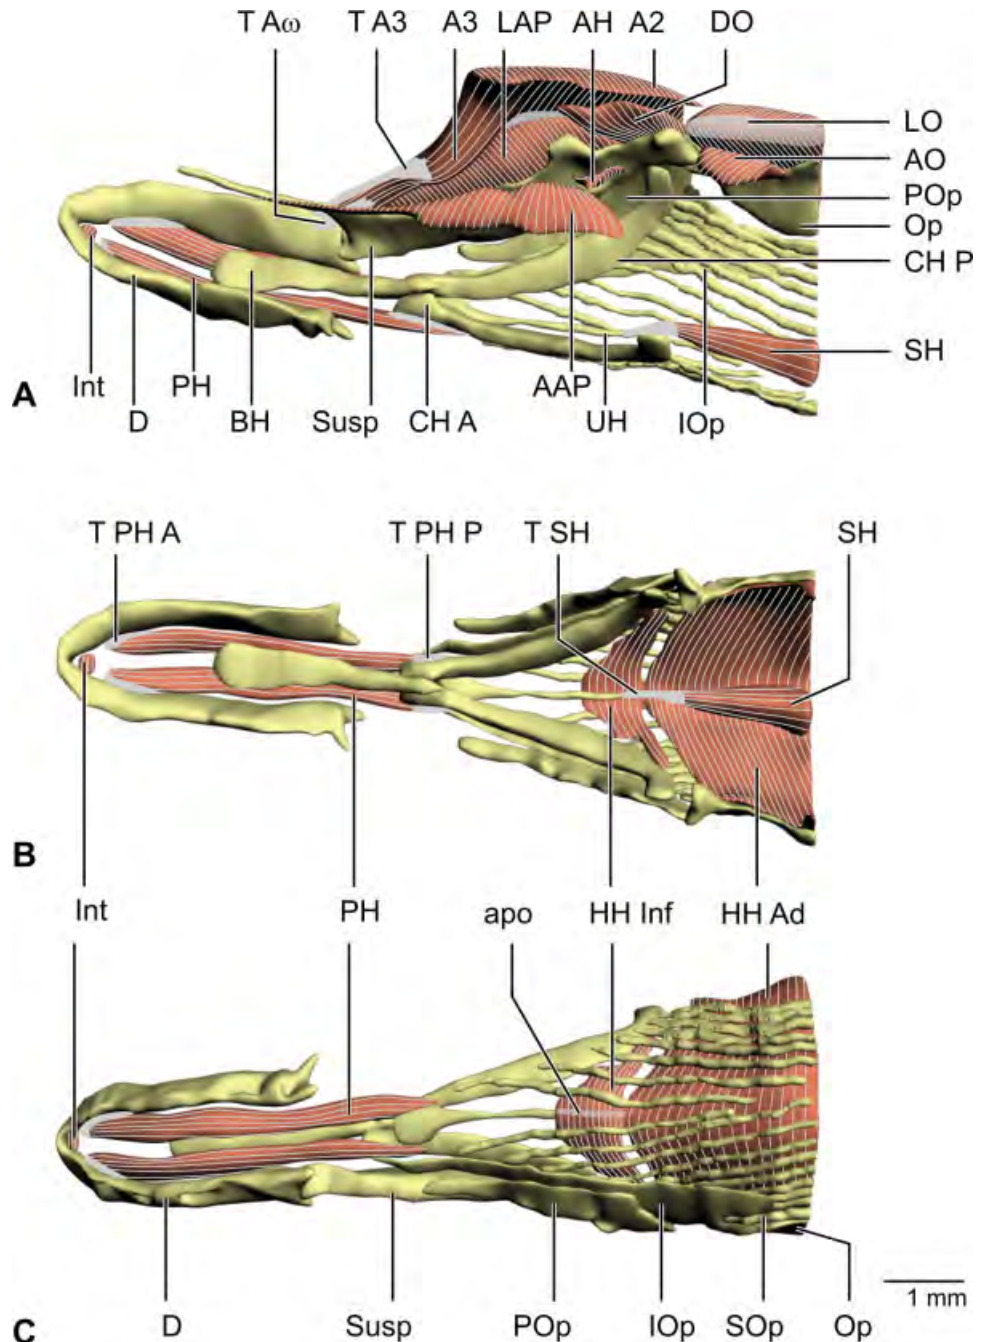 T Aω T A3 A3 LAP AH A2 DO
LO
AO
POp
Op
CH P
SH
A
Int PH AAP
D BH Susp CH A UH IOp
T PH A T PH P T SH SH
B
Int PH apo HH Inf HH Ad
1 mm
C
D Susp POp IOp SOp Op